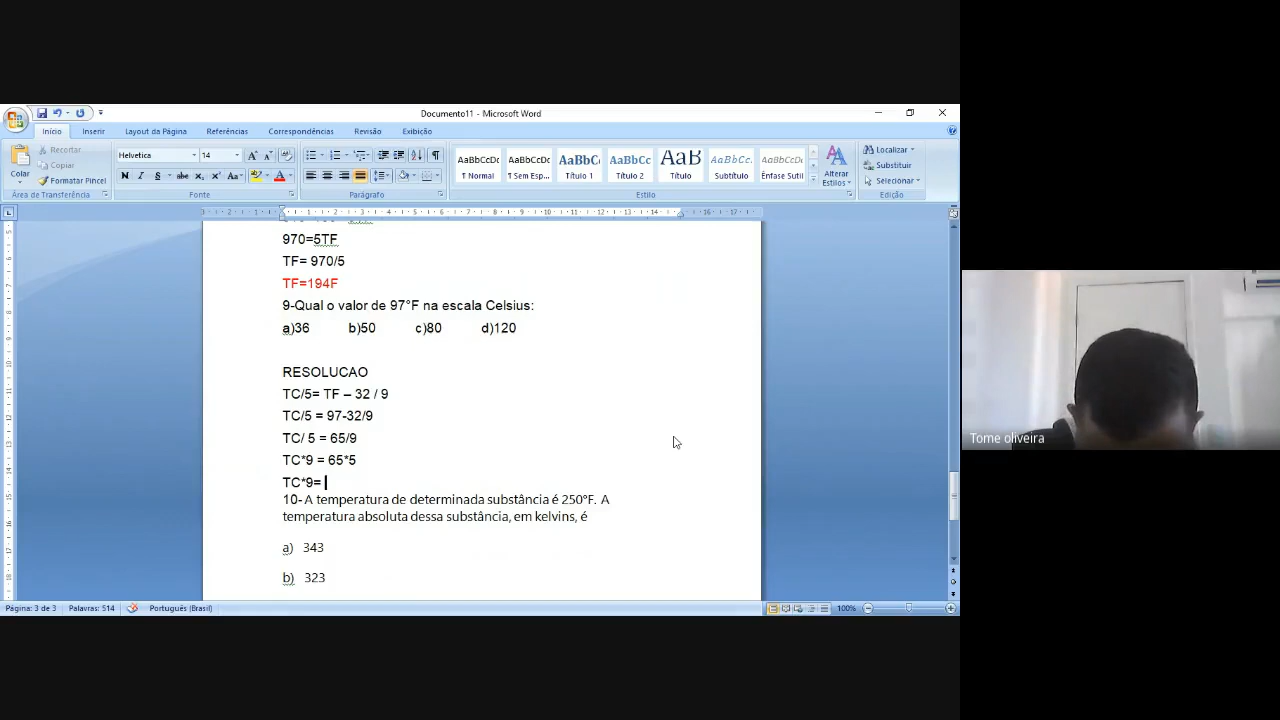 Documento11 - Microsoft Word
Início Inserir Layout da Página Referências Correspondências Revisão Exibição
Colar
Recortar
Copiar
Formatar Pincel
Área de Transferência
Helvetica 14
N I S abc x₂ x² Aa
Fonte
Parágrafo
AaBbCcDc AaBbCcDc AaBbC AaBbCc AaB AaBbCc. AaBbCcDc
¶ Normal ¶ Sem Esp... Título 1 Título 2 Título Subtítulo Ênfase Sutil
Alterar Estilos
Estilo
Localizar
Substituir
Selecionar
Edição
970=5TF
TF= 970/5
TF=194F
9-Qual o valor de 97°F na escala Celsius:
a)36 b)50 c)80 d)120
RESOLUCAO
TC/5= TF – 32 / 9
TC/5 = 97-32/9
TC/ 5 = 65/9
TC*9 = 65*5
TC*9=
10- A temperatura de determinada substância é 250°F. A
temperatura absoluta dessa substância, em kelvins, é
a) 343
b) 323
Página: 3 de 3 Palavras: 514 Português (Brasil) 100%
Tome oliveira